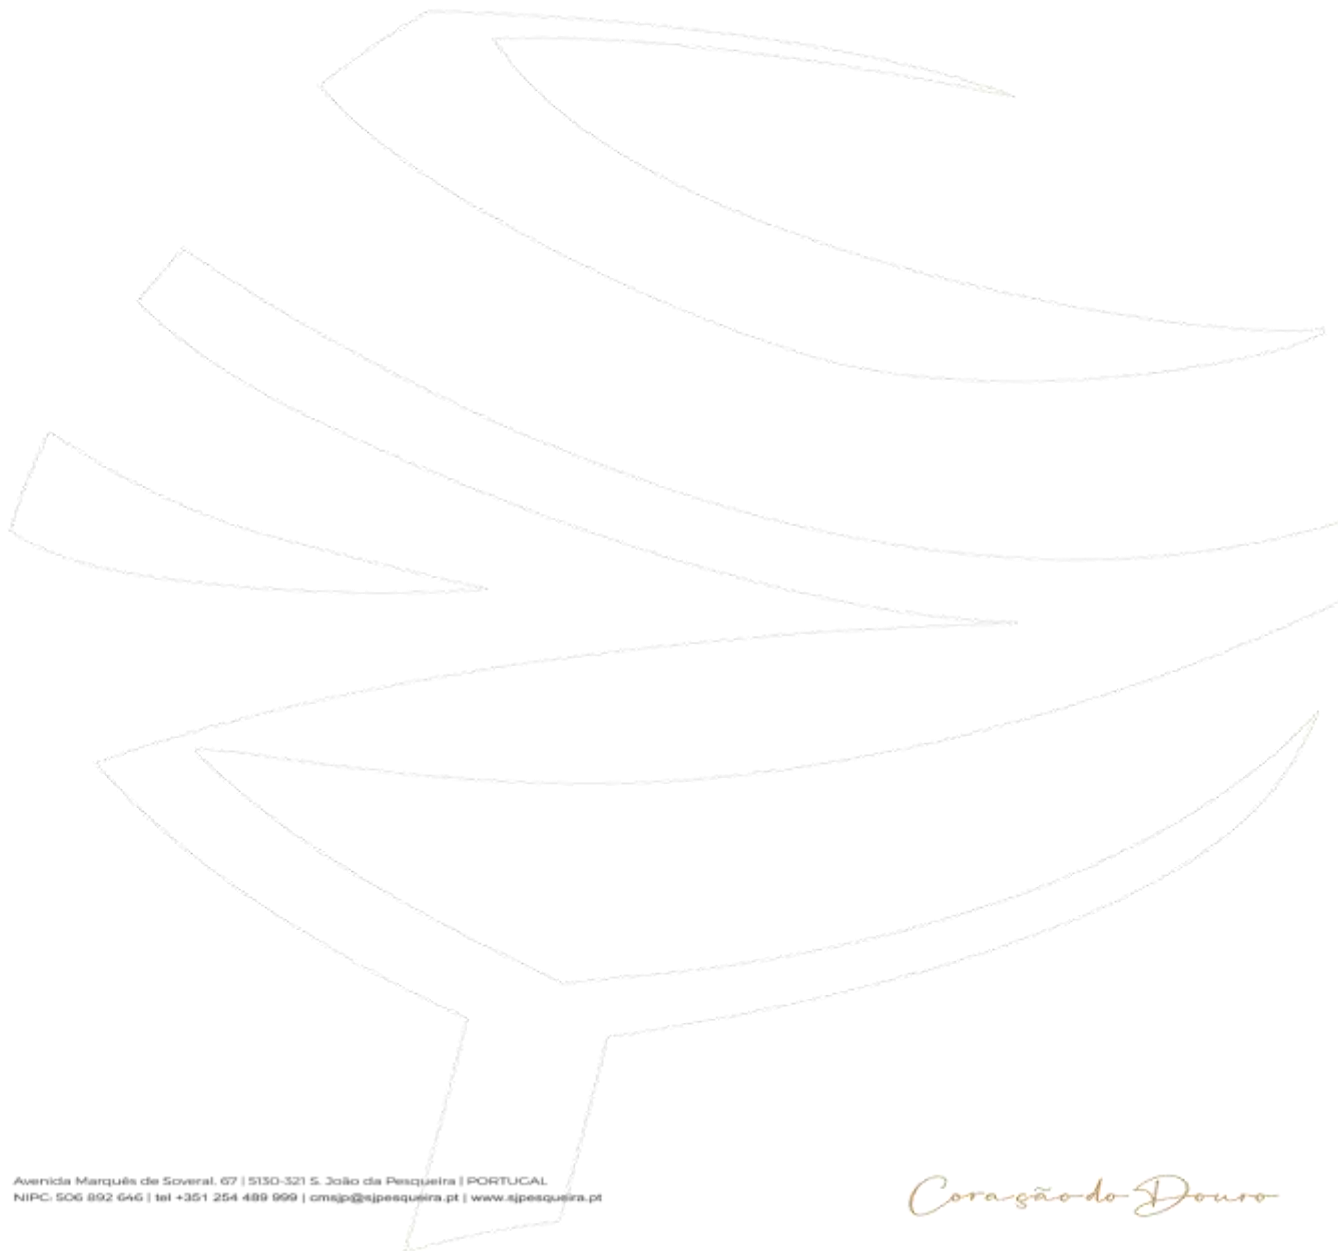 Avenida Marquês de Soveral, 67 | 5130-321 S. João da Pesqueira | PORTUGAL
NIPC: 506 892 646 | tel +351 254 489 999 | cmsjp@sjpesqueira.pt | www.sjpesqueira.pt
Coração do Douro